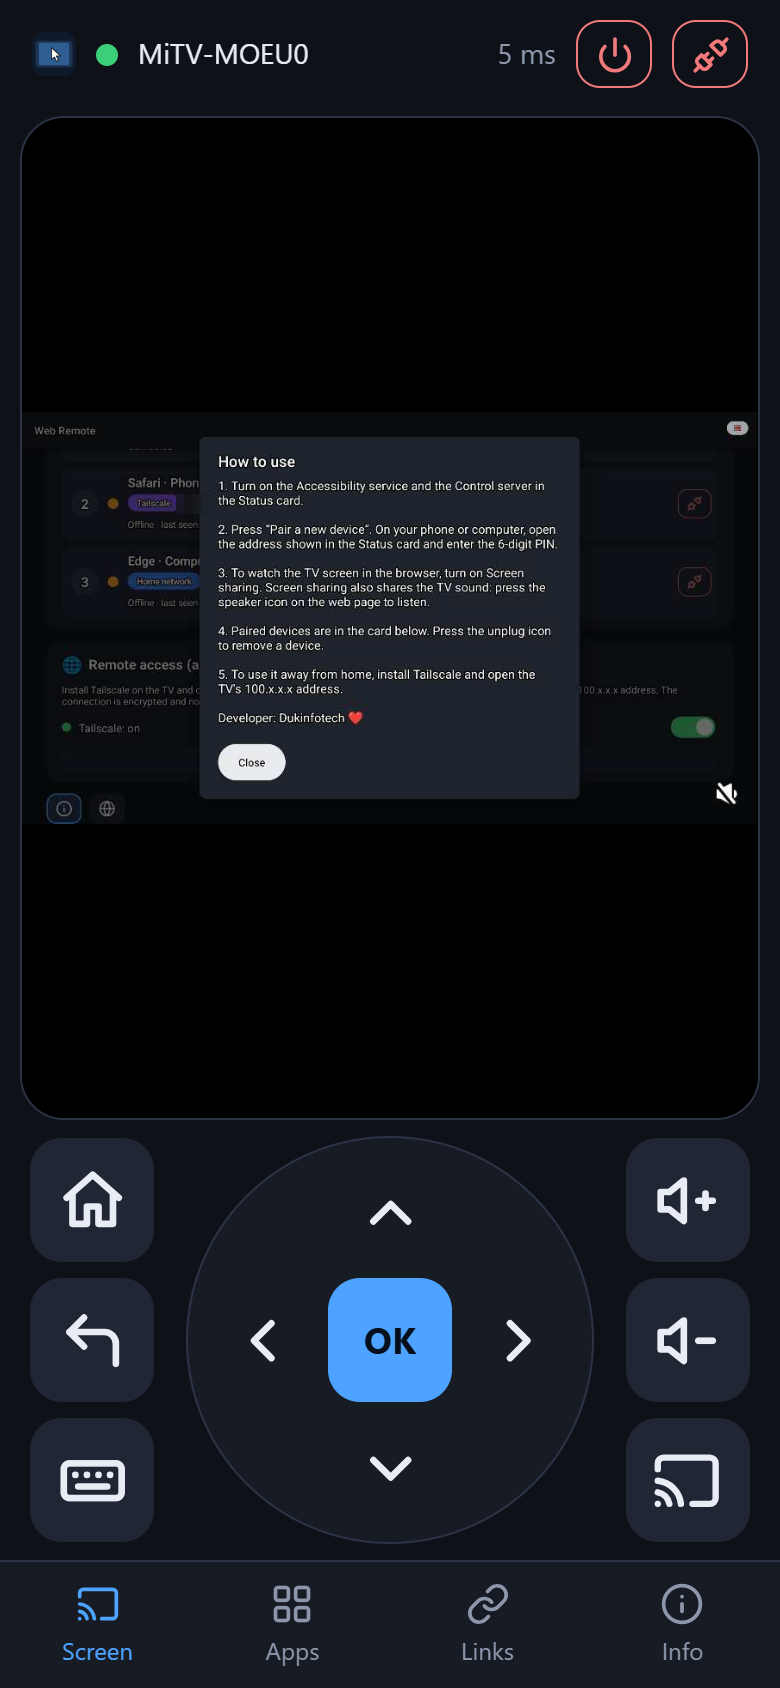 MiTV-MOEU0
5 ms
Web Remote
How to use
1. Turn on the Accessibility service and the Control server in
the Status card.
2. Press “Pair a new device”. On your phone or computer, open
the address shown in the Status card and enter the 6-digit PIN.
3. To watch the TV screen in the browser, turn on Screen
sharing. Screen sharing also shares the TV sound: press the
speaker icon on the web page to listen.
4. Paired devices are in the card below. Press the unplug icon
to remove a device.
5. To use it away from home, install Tailscale and open the
TV's 100.x.x.x address.
Developer: Dukinfotech ❤️
Close
2
Safari · Phon
Tailscale
Offline · last seen
3
Edge · Comp
Home network
Offline · last seen
Remote access (a
Install Tailscale on the TV and
100.x.x.x address. The
connection is encrypted and no
Tailscale: on
OK
Screen
Apps
Links
Info